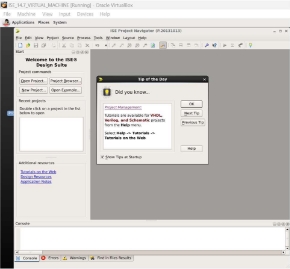 ISE_14.7_VIRTUAL_MACHINE [Running] - Oracle VirtualBox
File Machine View Input Devices Help
Applications Places System
ISE Project Navigator
File Edit View Project Source Process Tools Window Layout Help
Start
Welcome to the ISE® Design Suite
Project commands
Open Project... Project Browser...
New Project... Open Example...
Recent projects
Double click on a project in the list below to open
Additional resources
Tutorials on the Web
Design Resources
Application Notes
Tip of the Day
Did you know...
Project Management:
Tutorials are available for VHDL, Verilog, and Schematic projects from the Help menu.
Select Help -> Tutorials -> Tutorials on the Web
Show Tips at Startup
OK
Next Tip
Previous Tip
Help
Console
Console Errors Warnings Find in Files Results